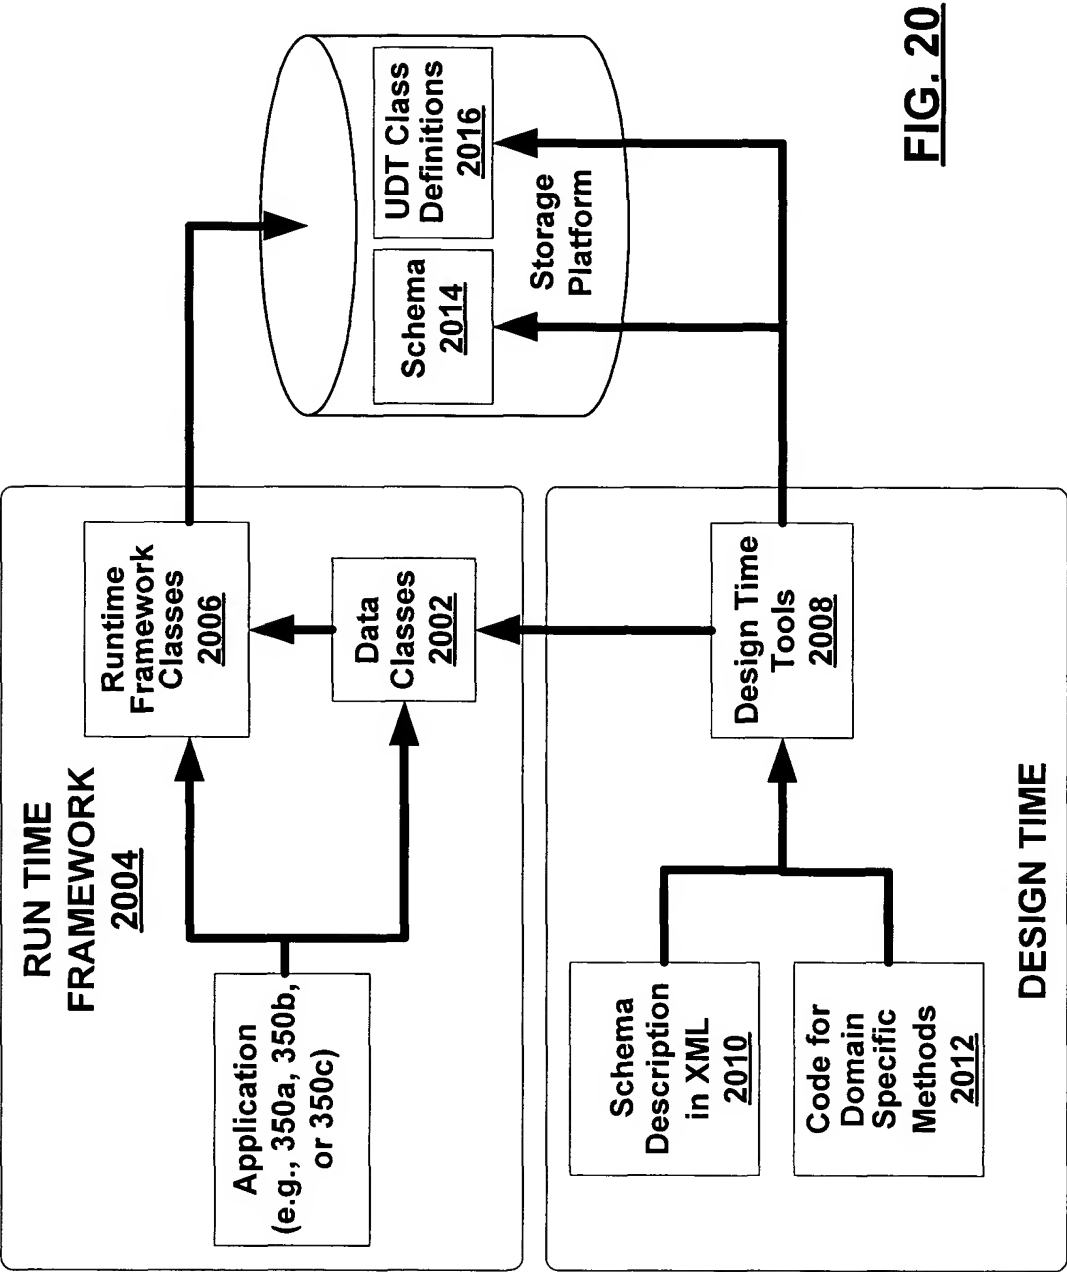 RUN TIME
FRAMEWORK
2004
Application
(e.g., 350a, 350b,
or 350c)
Runtime
Framework
Classes
2006
Data
Classes
2002
UDT Class
Definitions
2016
Schema
2014
Storage
Platform
Schema
Description
in XML
2010
Code for
Domain
Specific
Methods
2012
Design Time
Tools
2008
DESIGN TIME
FIG. 20